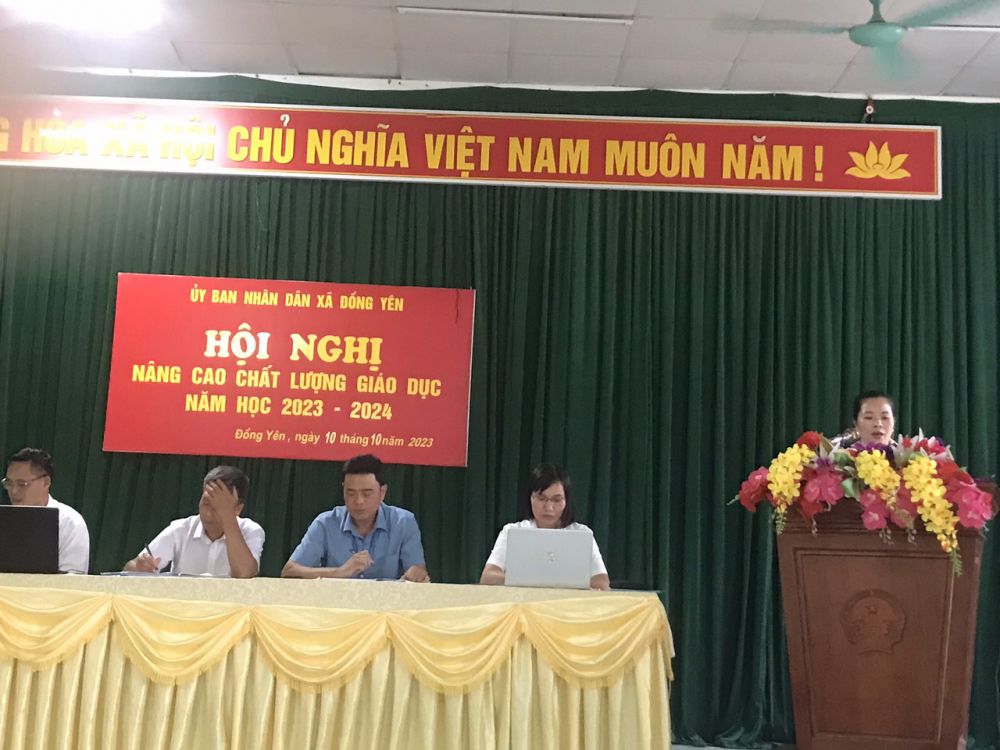 HÒA XÃ HỘI CHỦ NGHĨA VIỆT NAM MUÔN NĂM !
ỦY BAN NHÂN DÂN XÃ ĐỒNG YÊN
HỘI NGHỊ
NÂNG CAO CHẤT LƯỢNG GIÁO DỤC
NĂM HỌC 2023 - 2024
Đồng Yên, ngày 10 tháng 10 năm 2023